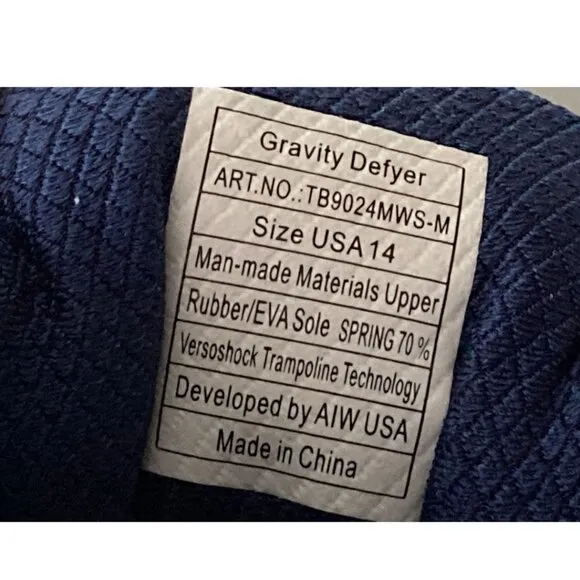 Gravity Defyer
ART.NO.:TB9024MWS-M
Size USA 14
Man-made Materials Upper
Rubber/EVA Sole SPRING 70 %
Versoshock Trampoline Technology
Developed by AIW USA
Made in China